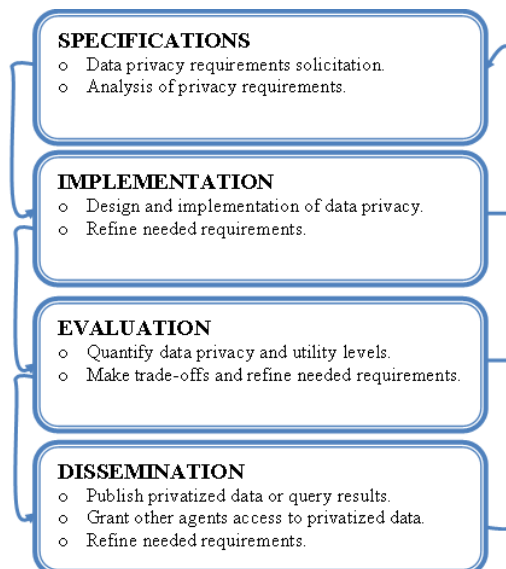 SPECIFICATIONS
o Data privacy requirements solicitation.
o Analysis of privacy requirements.
IMPLEMENTATION
o Design and implementation of data privacy.
o Refine needed requirements.
EVALUATION
o Quantify data privacy and utility levels.
o Make trade-offs and refine needed requirements.
DISSEMINATION
o Publish privatized data or query results.
o Grant other agents access to privatized data.
o Refine needed requirements.